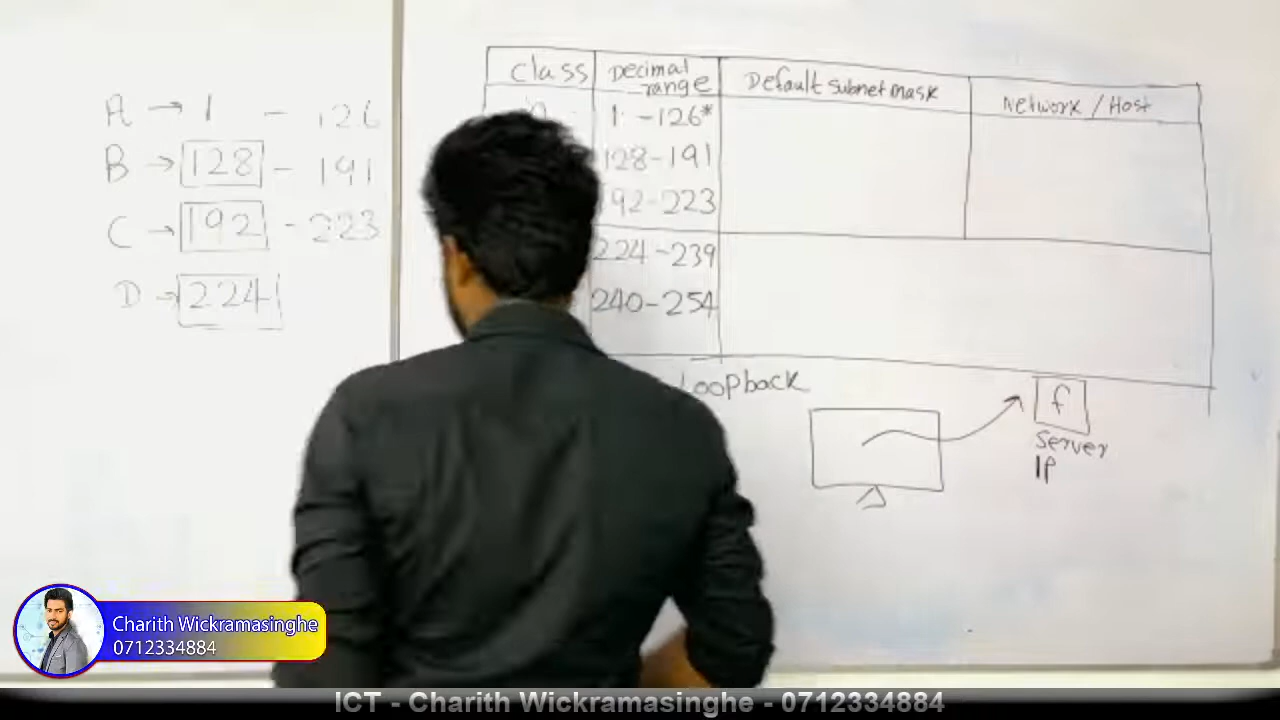 A → 1 - 126
B → 128 - 191
C → 192 - 223
D → 224
Class Decimal range Default subnet mask Network / Host
1 - 126*
128 - 191
192 - 223
224 - 239
240 - 254
Loopback
f
Server
IP
Charith Wickramasinghe
0712334884
ICT - Charith Wickramasinghe - 0712334884